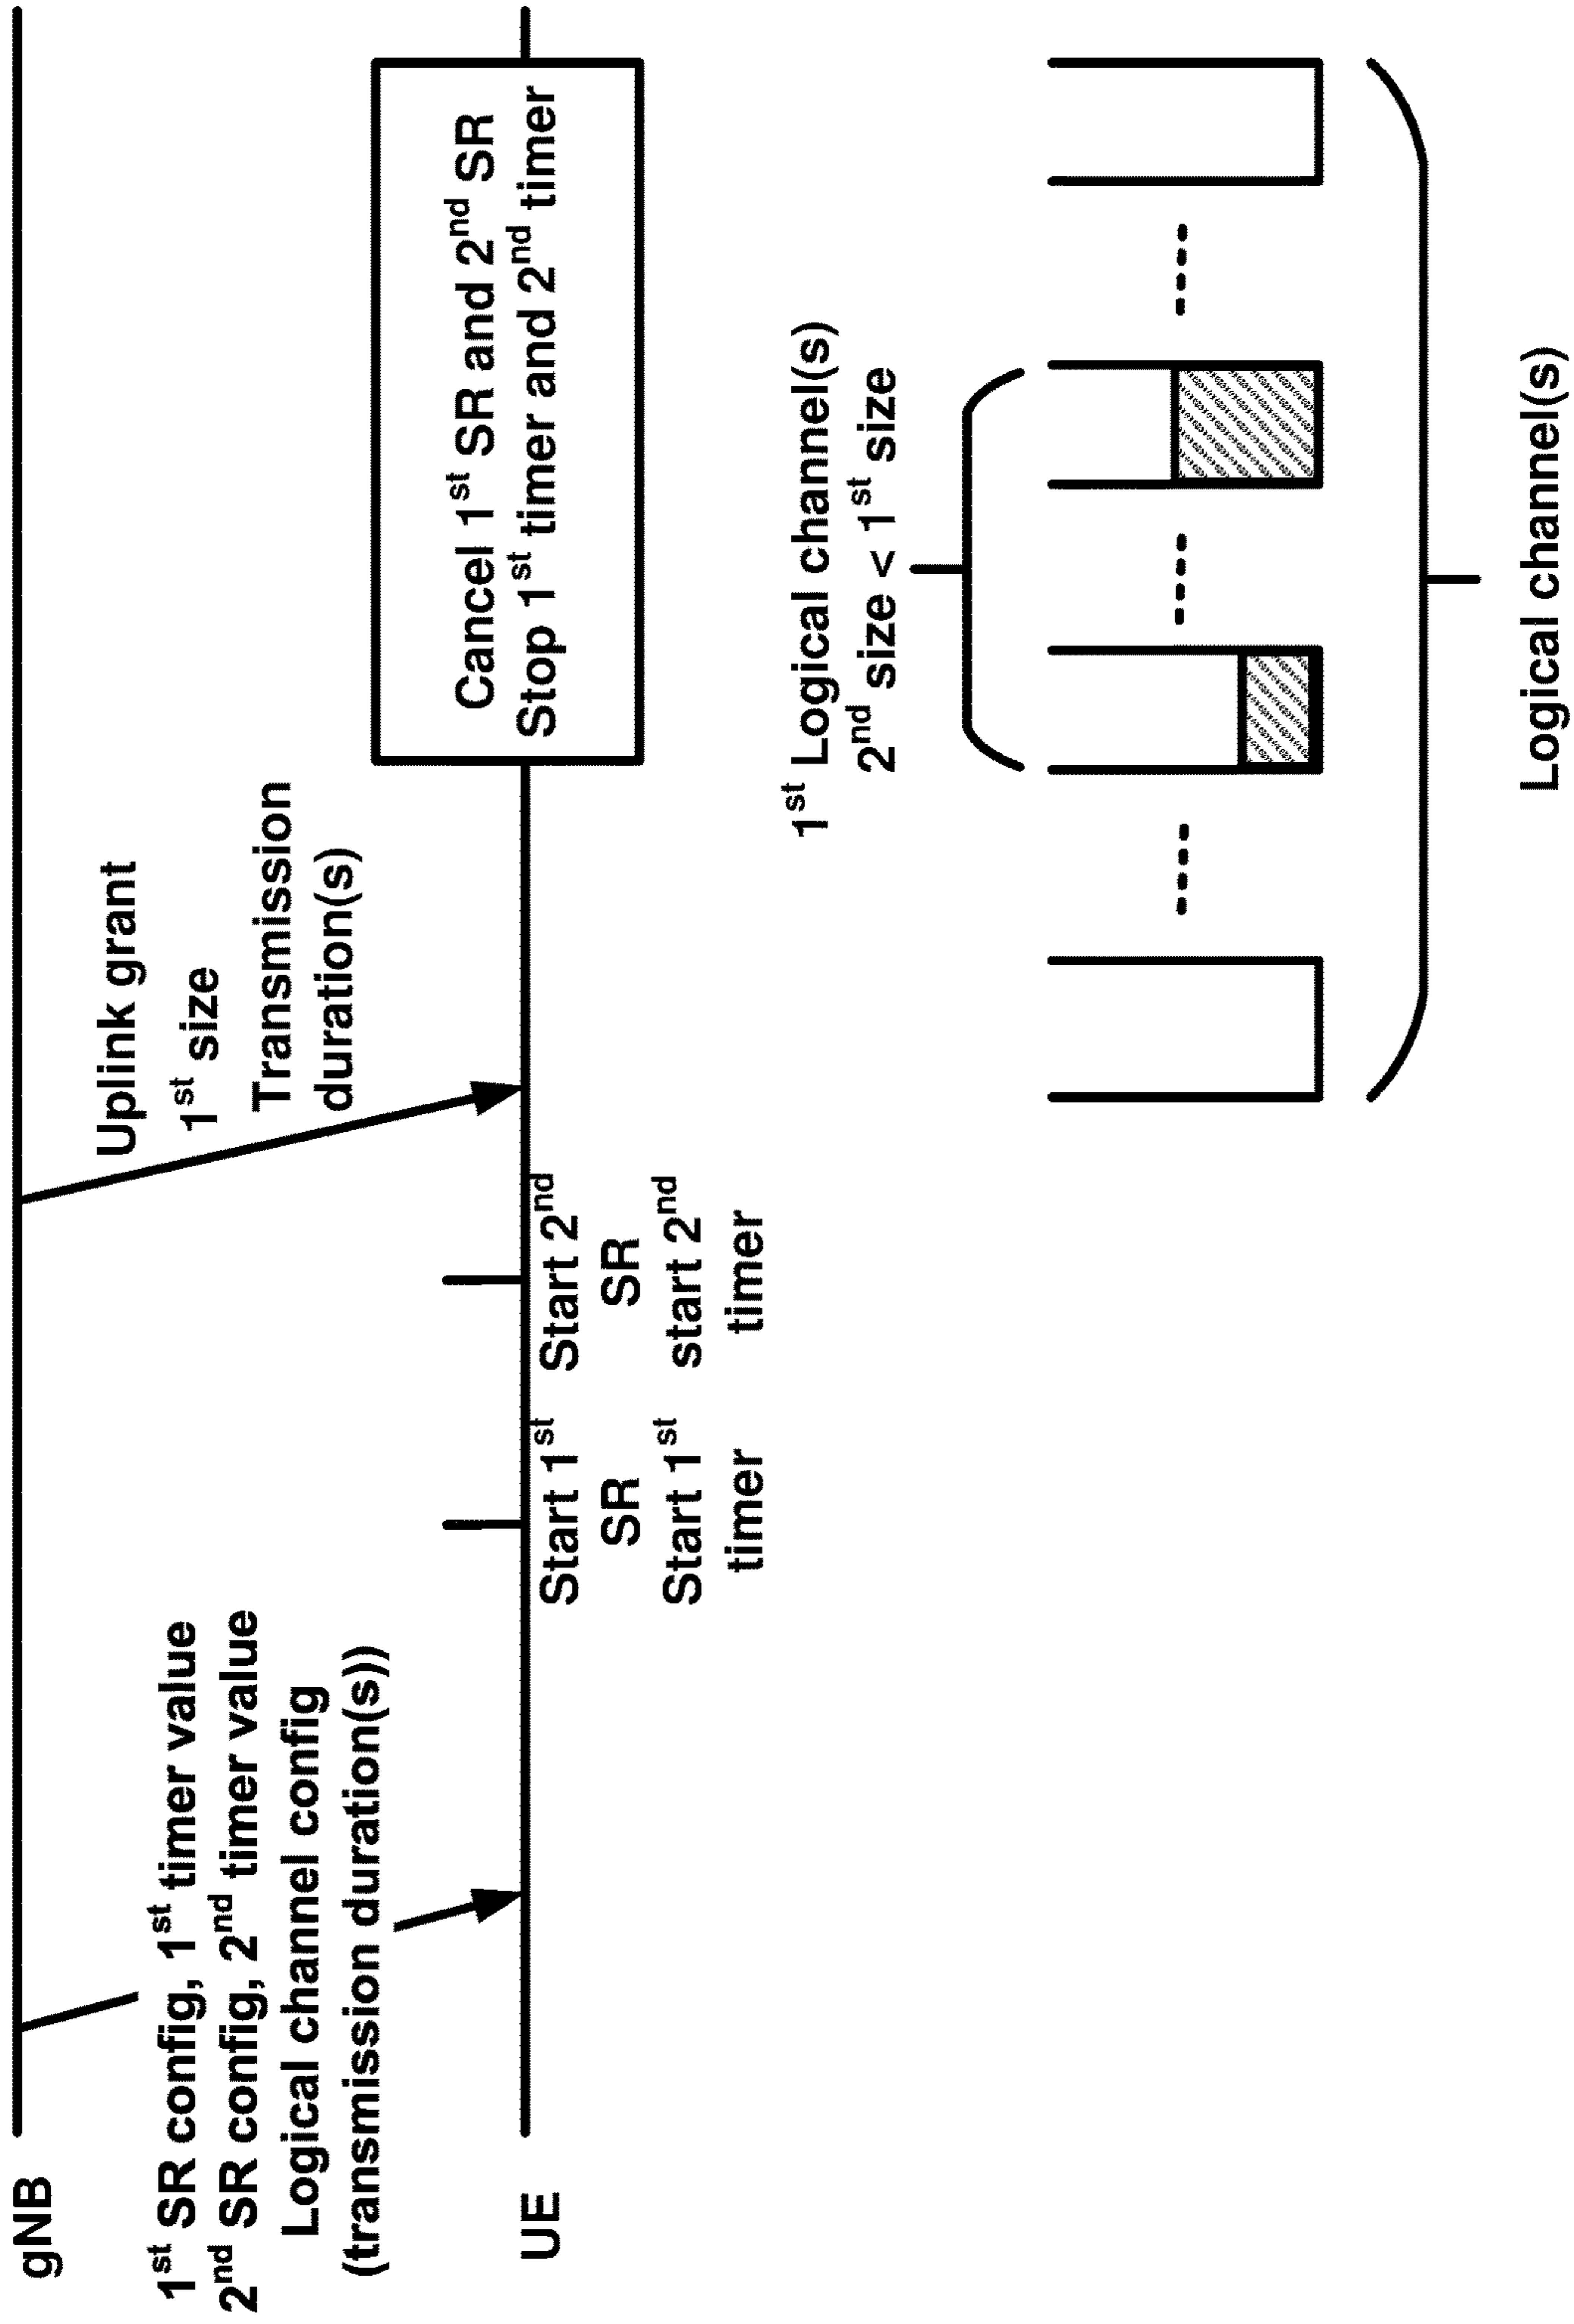 gNB
1st SR config, 1st timer value
2nd SR config, 2nd timer value
Logical channel config
(transmission duration(s))
Uplink grant
1st size
Transmission
duration(s)
UE
Start 1st
SR
Start 1st
timer
Start 2nd
SR
start 2nd
timer
Cancel 1st SR and 2nd SR
Stop 1st timer and 2nd timer
1st Logical channel(s)
2nd size < 1st size
Logical channel(s)